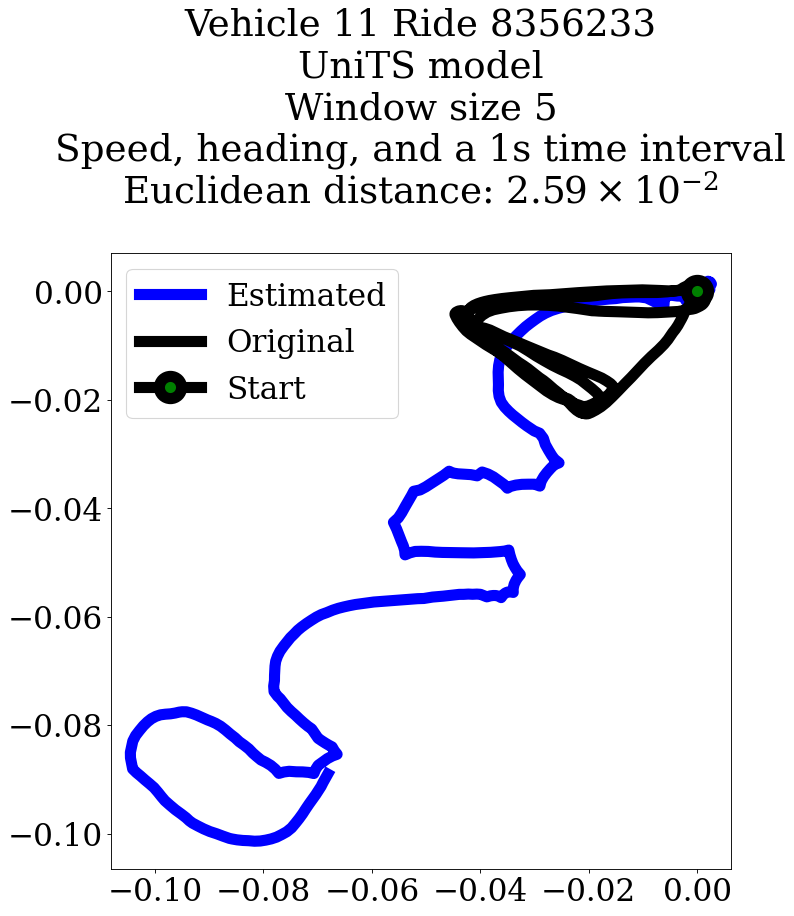 Vehicle 11 Ride 8356233
UniTS model
Window size 5
Speed, heading, and a 1s time interval
Euclidean distance: 2.59 × 10⁻²
Estimated
Original
Start
0.00
−0.02
−0.04
−0.06
−0.08
−0.10
−0.10 −0.08 −0.06 −0.04 −0.02 0.00